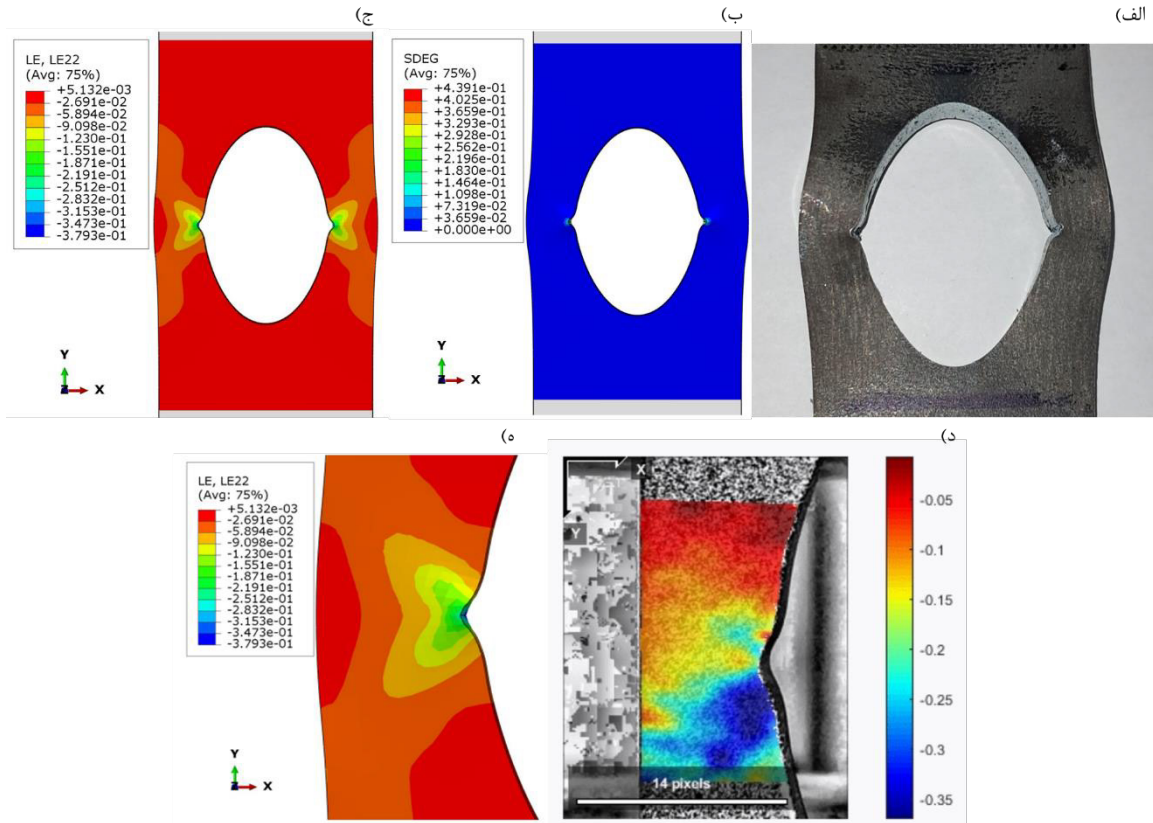 الف)
ب)
ج)
SDEG
(Avg: 75%)
+4.391e-01
+4.025e-01
+3.659e-01
+3.293e-01
+2.928e-01
+2.562e-01
+2.196e-01
+1.830e-01
+1.464e-01
+1.098e-01
+7.319e-02
+3.659e-02
+0.000e+00
Y
Z
X
LE, LE22
(Avg: 75%)
+5.132e-03
-2.691e-02
-5.894e-02
-9.098e-02
-1.230e-01
-1.551e-01
-1.871e-01
-2.191e-01
-2.512e-01
-2.832e-01
-3.153e-01
-3.473e-01
-3.793e-01
Y
Z
X
د)
ه)
X
Y
14 pixels
-0.05
-0.1
-0.15
-0.2
-0.25
-0.3
-0.35
LE, LE22
(Avg: 75%)
+5.132e-03
-2.691e-02
-5.894e-02
-9.098e-02
-1.230e-01
-1.551e-01
-1.871e-01
-2.191e-01
-2.512e-01
-2.832e-01
-3.153e-01
-3.473e-01
-3.793e-01
Y
Z
X